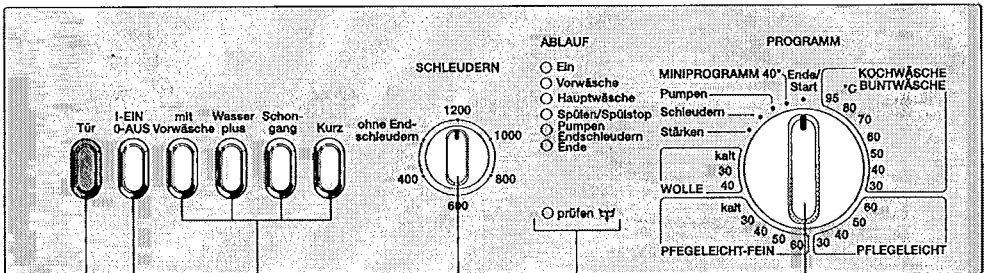 Tür
I-EIN
0-AUS
mit
Vorwäsche
Wasser
plus
Schon-
gang
Kurz
SCHLEUDERN
ohne End-
schleudern
1200
1000
800
600
400
ABLAUF
Ein
Vorwäsche
Hauptwäsche
Spülen/Spülstop
Pumpen
Endschleudern
Ende
prüfen
PROGRAMM
MINIPROGRAMM 40°
Ende/
Start
Pumpen
Schleudern
Stärken
KOCHWÄSCHE
BUNTWÄSCHE
°C
95
80
70
60
50
40
30
kalt
30
40
WOLLE
kalt
30
40
50
60
PFEGELEICHT-FEIN
60
50
40
30
PFLEGELEICHT